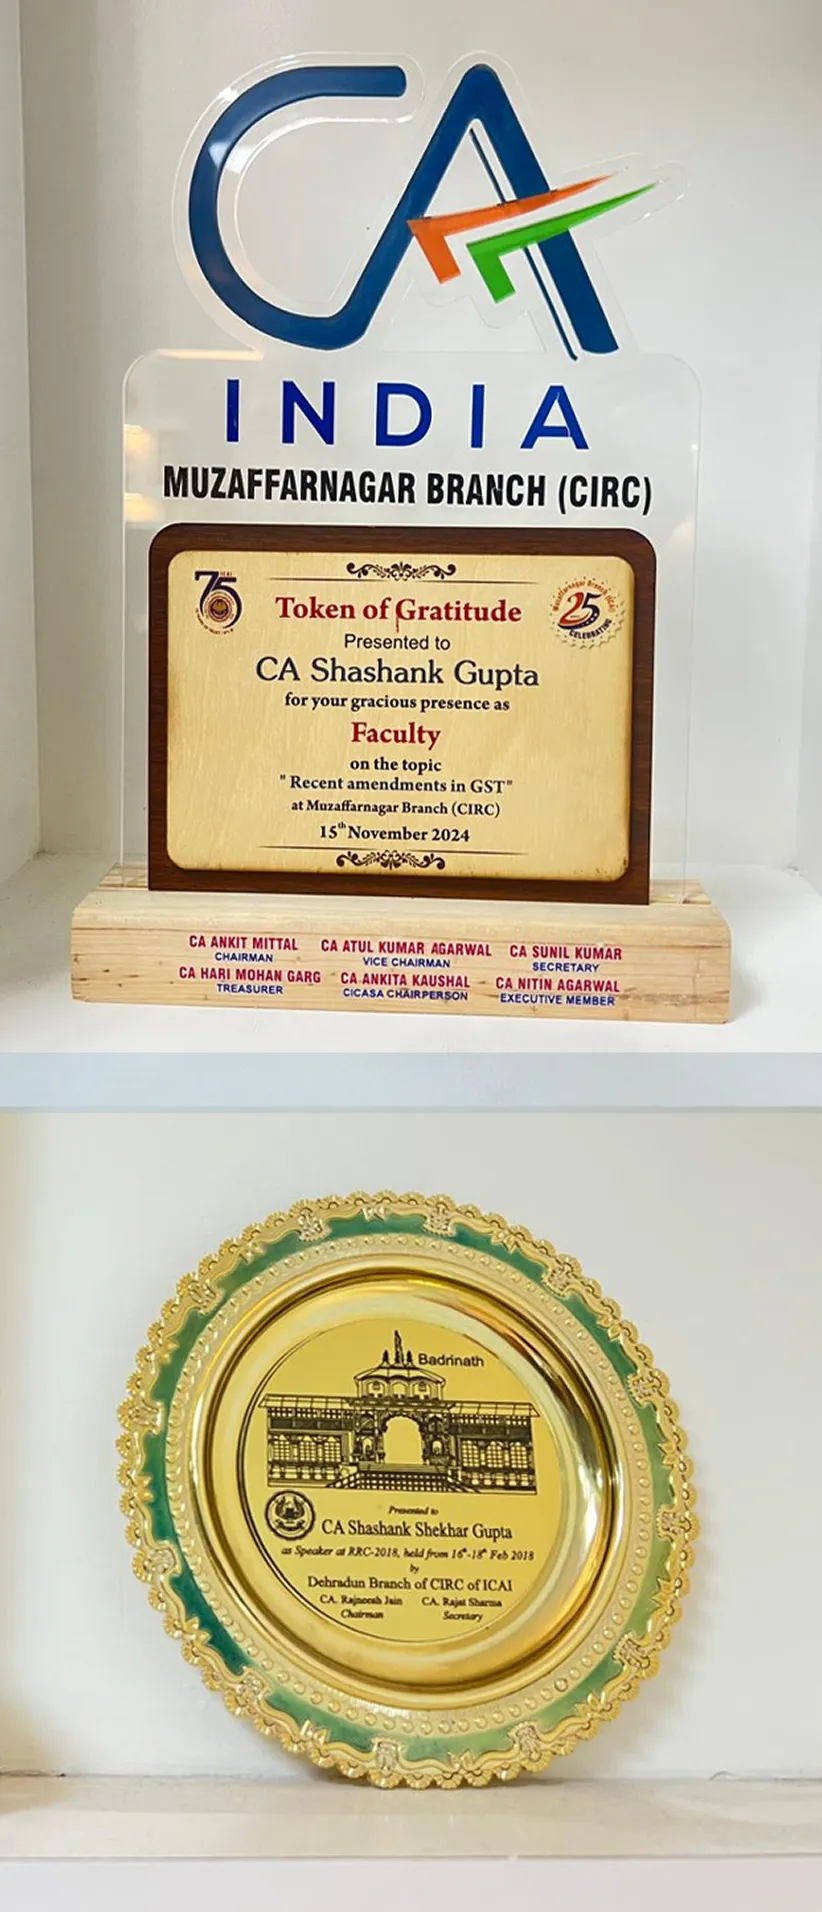 CA
INDIA
MUZAFFARNAGAR BRANCH (CIRC)
75
ICAI
Muzaffarnagar Branch (CIRC)
25
CELEBRATING
Token of Gratitude
Presented to
CA Shashank Gupta
for your gracious presence as
Faculty
on the topic
" Recent amendments in GST"
at Muzaffarnagar Branch (CIRC)
15th November 2024
CA ANKIT MITTAL CA ATUL KUMAR AGARWAL CA SUNIL KUMAR
CHAIRMAN VICE CHAIRMAN SECRETARY
CA HARI MOHAN GARG CA ANKITA KAUSHAL CA NITIN AGARWAL
TREASURER CICASA CHAIRPERSON EXECUTIVE MEMBER
Badrinath
Presented to
CA Shashank Shekhar Gupta
as Speaker at RRC-2018, held from 16th-18th Feb 2018
by
Dehradun Branch of CIRC of ICAI
CA. Rajneesh Jain CA. Rajat Sharma
Chairman Secretary